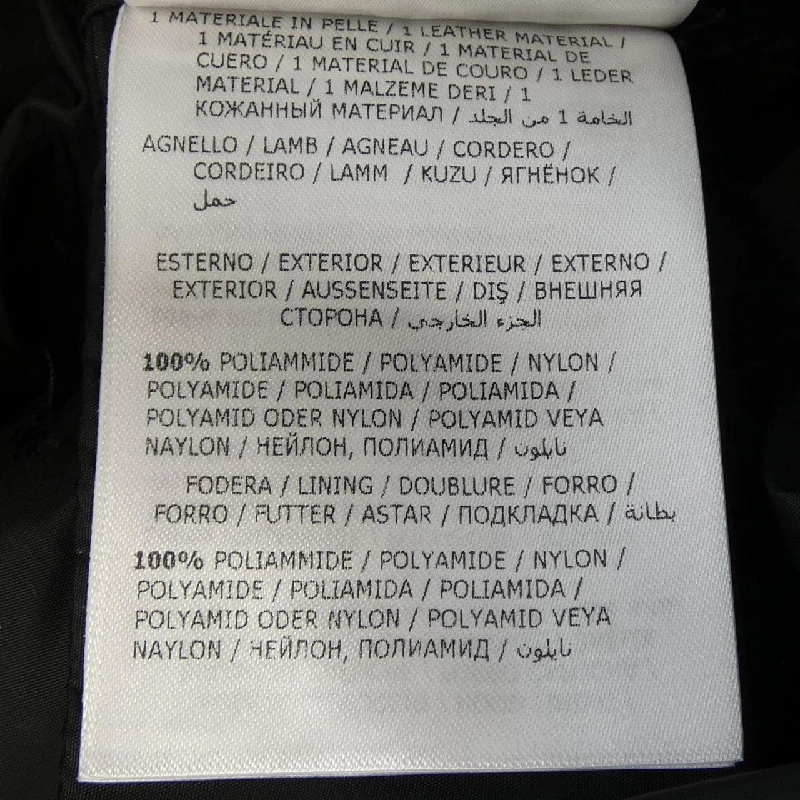 1 MATERIALE IN PELLE / 1 LEATHER MATERIAL /
1 MATÉRIAU EN CUIR / 1 MATERIAL DE
CUERO / 1 MATERIAL DE COURO / 1 LEDER
MATERIAL / 1 MALZEME DERI / 1
КОЖАННЫЙ МАТЕРИАЛ / الخامة 1 من الجلد
AGNELLO / LAMB / AGNEAU / CORDERO /
CORDEIRO / LAMM / KUZU / ЯГНЁНОК /
حمل
ESTERNO / EXTERIOR / EXTERIEUR / EXTERNO /
EXTERIOR / AUSSENSEITE / DIŞ / ВНЕШНЯЯ
СТОРОНА / الجزء الخارجي
100% POLIAMMIDE / POLYAMIDE / NYLON /
POLYAMIDE / POLIAMIDA / POLIAMIDA /
POLYAMID ODER NYLON / POLYAMID VEYA
NAYLON / НЕЙЛОН, ПОЛИАМИД / نايلون
FODERA / LINING / DOUBLURE / FORRO /
FORRO / FUTTER / ASTAR / ПОДКЛАДКА / بطانة
100% POLIAMMIDE / POLYAMIDE / NYLON /
POLYAMIDE / POLIAMIDA / POLIAMIDA /
POLYAMID ODER NYLON / POLYAMID VEYA
NAYLON / НЕЙЛОН, ПОЛИАМИД / نايلون